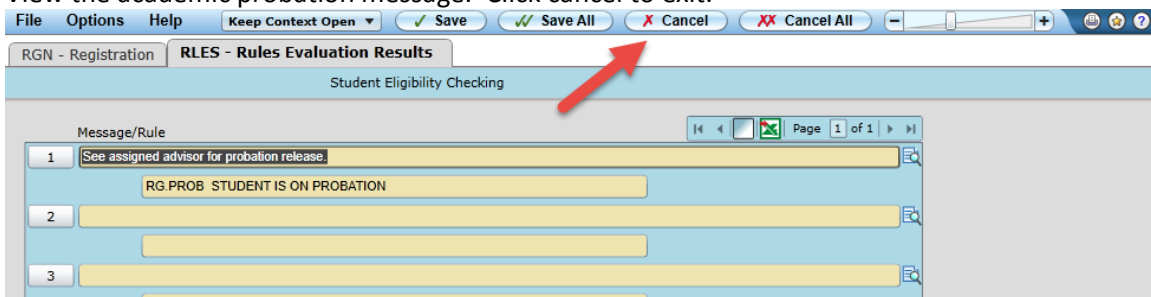 View the academic probation message. Click cancel to exit.
File Options Help Keep Context Open Save Save All Cancel Cancel All - +
RGN - Registration RLES - Rules Evaluation Results
Student Eligibility Checking
Message/Rule Page 1 of 1
1 See assigned advisor for probation release.
RG.PROB STUDENT IS ON PROBATION
2
3